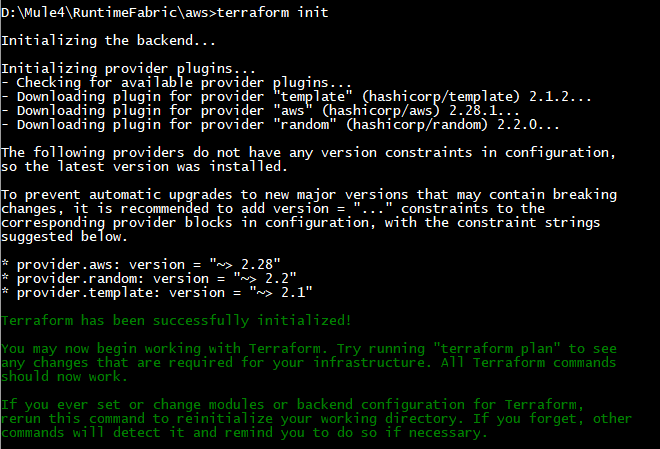 D:\Mule4\RuntimeFabric\aws>terraform init
Initializing the backend...
Initializing provider plugins...
- Checking for available provider plugins...
- Downloading plugin for provider "template" (hashicorp/template) 2.1.2...
- Downloading plugin for provider "aws" (hashicorp/aws) 2.28.1...
- Downloading plugin for provider "random" (hashicorp/random) 2.2.0...
The following providers do not have any version constraints in configuration,
so the latest version was installed.
To prevent automatic upgrades to new major versions that may contain breaking
changes, it is recommended to add version = "..." constraints to the
corresponding provider blocks in configuration, with the constraint strings
suggested below.
* provider.aws: version = "~> 2.28"
* provider.random: version = "~> 2.2"
* provider.template: version = "~> 2.1"
Terraform has been successfully initialized!
You may now begin working with Terraform. Try running "terraform plan" to see
any changes that are required for your infrastructure. All Terraform commands
should now work.
If you ever set or change modules or backend configuration for Terraform,
rerun this command to reinitialize your working directory. If you forget, other
commands will detect it and remind you to do so if necessary.